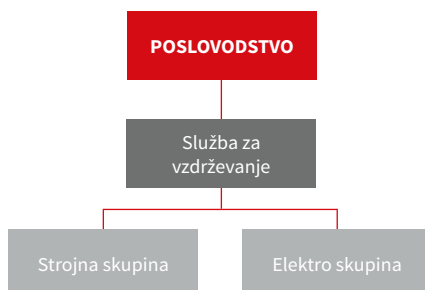 POSLOVODSTVO
Služba za
vzdrževanje
Strojna skupina
Elektro skupina